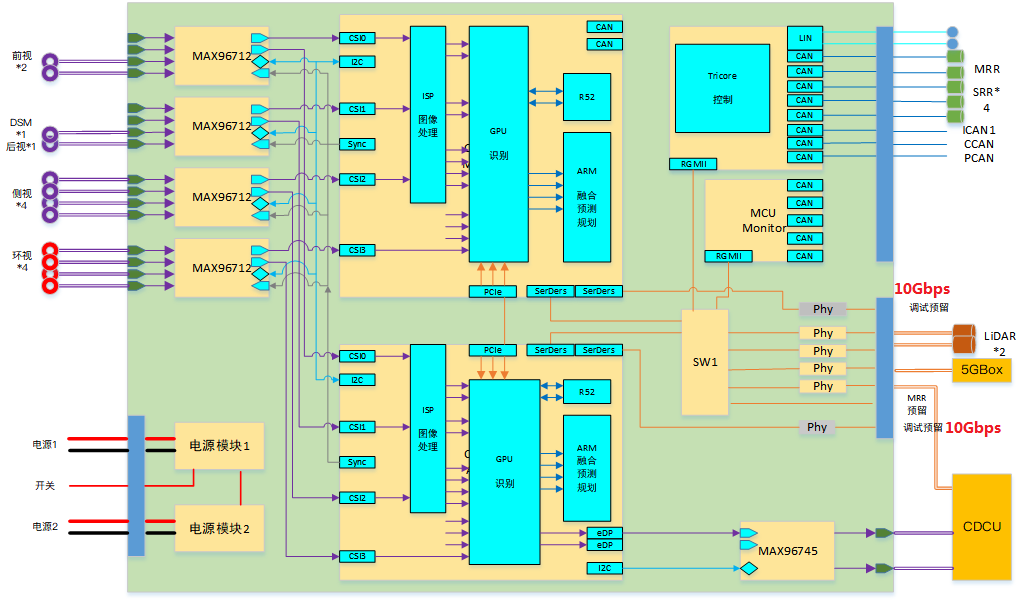 前视
*2
DSM
*1
后视*1
侧视
*4
环视
*4
MAX96712
MAX96712
MAX96712
MAX96712
CSI0
I2C
CSI1
Sync
CSI2
CSI3
ISP
图像
处理
GPU
识别
CAN
CAN
R52
ARM
融合
预测
规划
PCIe
SerDers
SerDers
Tricore
控制
LIN
CAN
CAN
CAN
CAN
CAN
CAN
CAN
CAN
RGMII
MCU
Monitor
CAN
CAN
CAN
CAN
CAN
RGMII
MRR
SRR*
4
ICAN1
CCAN
PCAN
10Gbps
调试预留
SW1
Phy
Phy
Phy
Phy
Phy
Phy
LiDAR
*2
5GBox
MRR
预留
调试预留
10Gbps
CDCU
CSI0
I2C
CSI1
Sync
CSI2
CSI3
ISP
图像
处理
GPU
识别
PCIe
SerDers
SerDers
R52
ARM
融合
预测
规划
eDP
eDP
I2C
MAX96745
电源1
开关
电源2
电源模块1
电源模块2